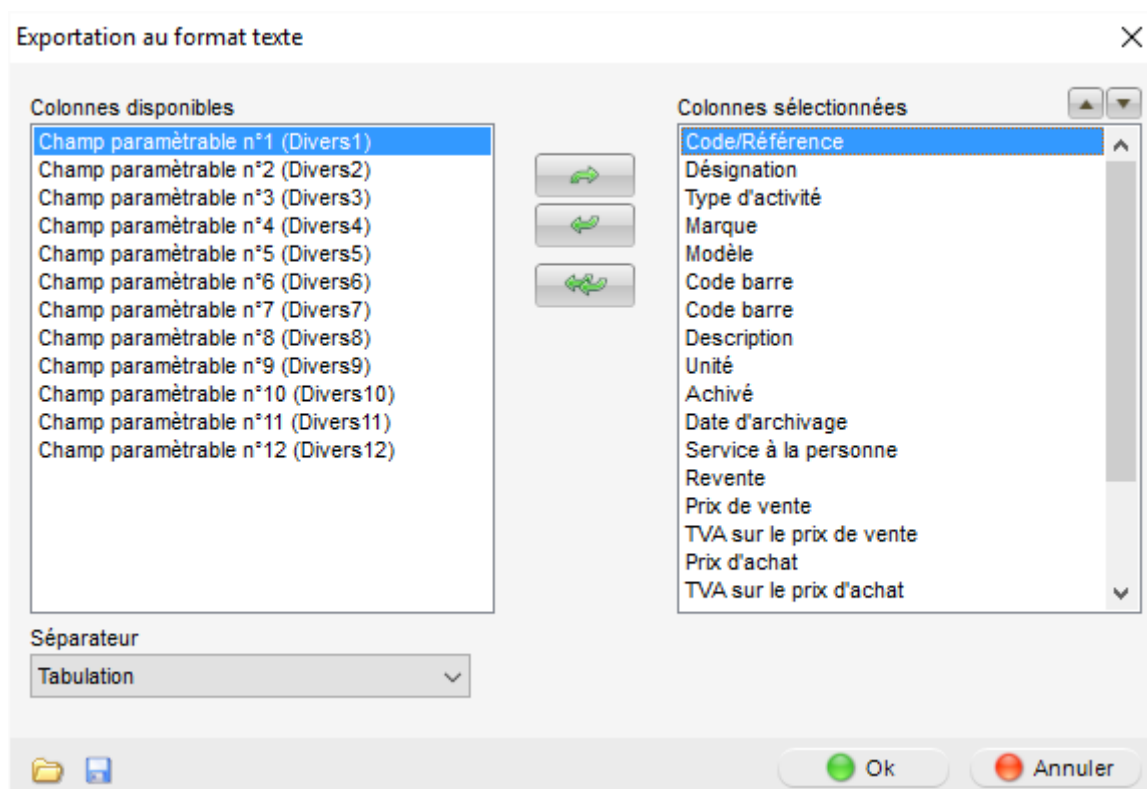 Exportation au format texte
Colonnes disponibles
Champ paramètrable n°1 (Divers1)
Champ paramètrable n°2 (Divers2)
Champ paramètrable n°3 (Divers3)
Champ paramètrable n°4 (Divers4)
Champ paramètrable n°5 (Divers5)
Champ paramètrable n°6 (Divers6)
Champ paramètrable n°7 (Divers7)
Champ paramètrable n°8 (Divers8)
Champ paramètrable n°9 (Divers9)
Champ paramètrable n°10 (Divers10)
Champ paramètrable n°11 (Divers11)
Champ paramètrable n°12 (Divers12)
Séparateur
Tabulation
Colonnes sélectionnées
Code/Référence
Désignation
Type d'activité
Marque
Modèle
Code barre
Code barre
Description
Unité
Achivé
Date d'archivage
Service à la personne
Revente
Prix de vente
TVA sur le prix de vente
Prix d'achat
TVA sur le prix d'achat
Ok
Annuler